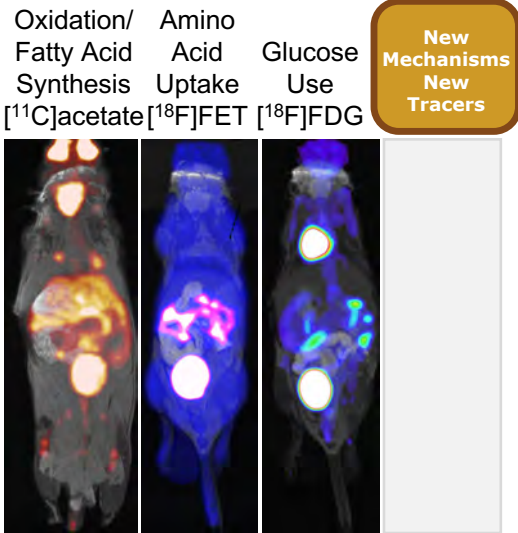 Oxidation/
Fatty Acid
Synthesis
[¹¹C]acetate
Amino
Acid
Uptake
[¹⁸F]FET
Glucose
Use
[¹⁸F]FDG
New
Mechanisms
New
Tracers